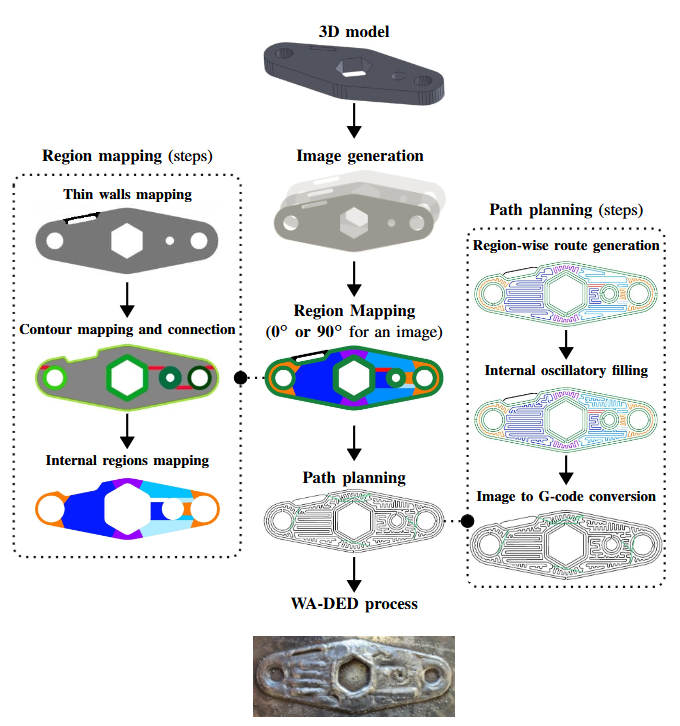 3D model
Image generation
Region mapping (steps)
Thin walls mapping
Contour mapping and connection
Internal regions mapping
Region Mapping
(0° or 90° for an image)
Path planning
WA-DED process
Path planning (steps)
Region-wise route generation
Internal oscillatory filling
Image to G-code conversion